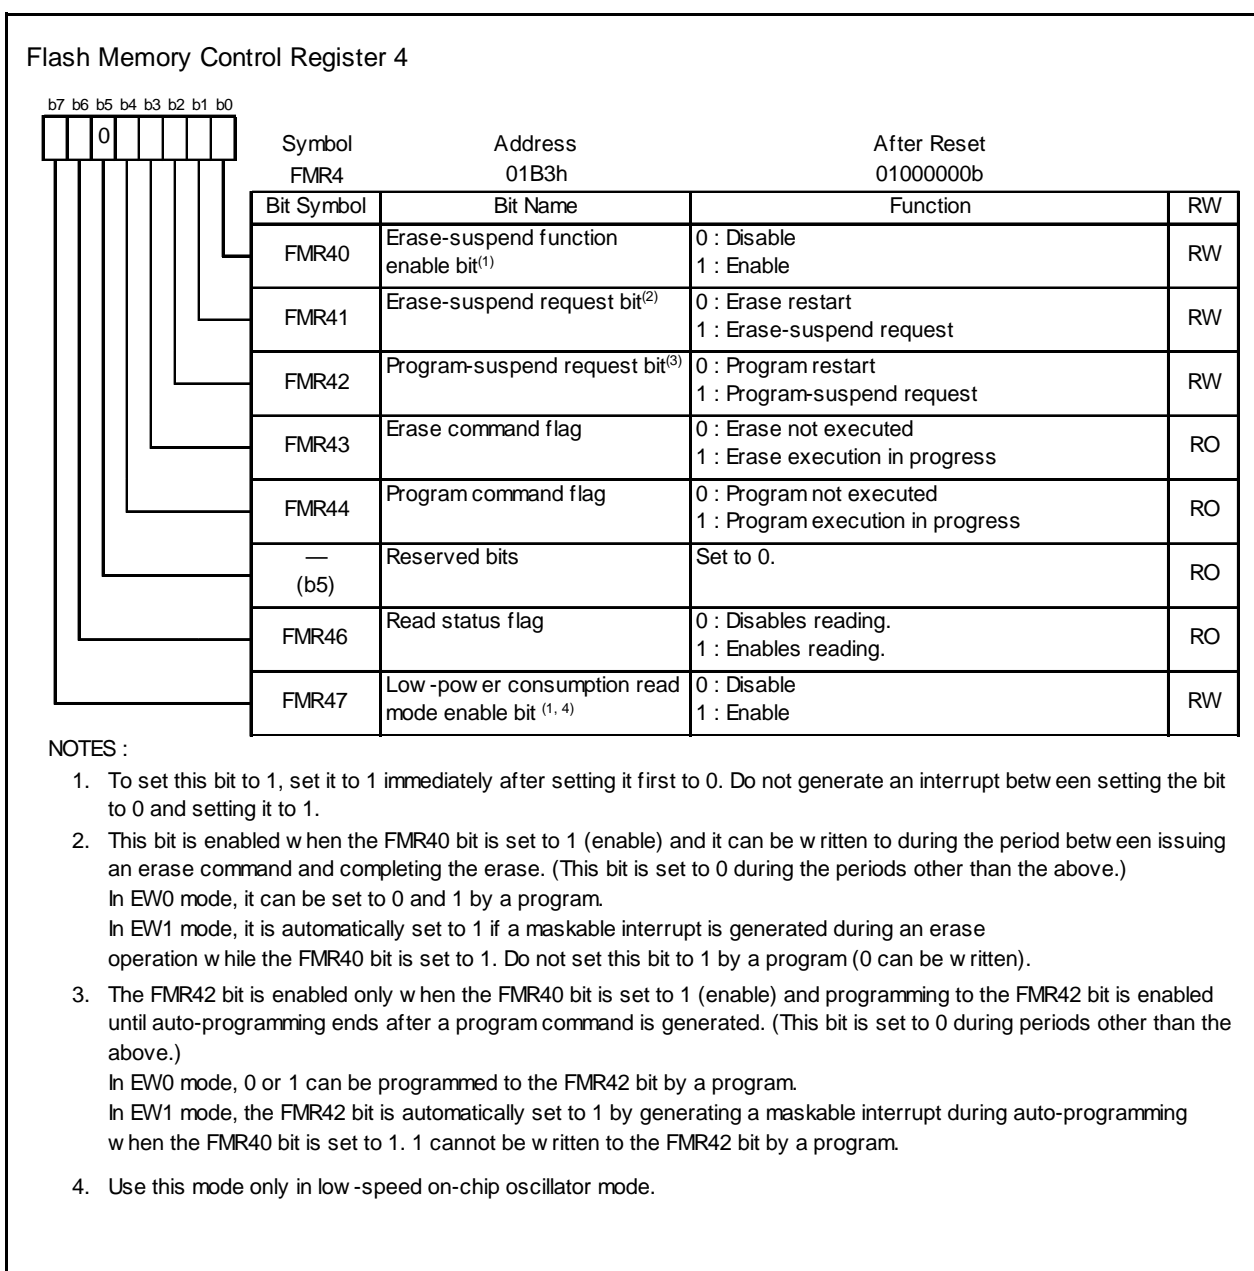 Flash Memory Control Register 4
b7 b6 b5 b4 b3 b2 b1 b0
0
Symbol Address After Reset
FMR4 01B3h 01000000b
Bit Symbol Bit Name Function RW
FMR40 Erase-suspend function enable bit(1) 0 : Disable RW
1 : Enable
FMR41 Erase-suspend request bit(2) 0 : Erase restart RW
1 : Erase-suspend request
FMR42 Program-suspend request bit(3) 0 : Program restart RW
1 : Program-suspend request
FMR43 Erase command flag 0 : Erase not executed RO
1 : Erase execution in progress
FMR44 Program command flag 0 : Program not executed RO
1 : Program execution in progress
— (b5) Reserved bits Set to 0. RO
FMR46 Read status flag 0 : Disables reading. RO
1 : Enables reading.
FMR47 Low-power consumption read mode enable bit (1, 4) 0 : Disable RW
1 : Enable
NOTES :
1. To set this bit to 1, set it to 1 immediately after setting it first to 0. Do not generate an interrupt between setting the bit
to 0 and setting it to 1.
2. This bit is enabled when the FMR40 bit is set to 1 (enable) and it can be written to during the period between issuing
an erase command and completing the erase. (This bit is set to 0 during the periods other than the above.)
In EW0 mode, it can be set to 0 and 1 by a program.
In EW1 mode, it is automatically set to 1 if a maskable interrupt is generated during an erase
operation while the FMR40 bit is set to 1. Do not set this bit to 1 by a program (0 can be written).
3. The FMR42 bit is enabled only when the FMR40 bit is set to 1 (enable) and programming to the FMR42 bit is enabled
until auto-programming ends after a program command is generated. (This bit is set to 0 during periods other than the
above.)
In EW0 mode, 0 or 1 can be programmed to the FMR42 bit by a program.
In EW1 mode, the FMR42 bit is automatically set to 1 by generating a maskable interrupt during auto-programming
when the FMR40 bit is set to 1. 1 cannot be written to the FMR42 bit by a program.
4. Use this mode only in low-speed on-chip oscillator mode.